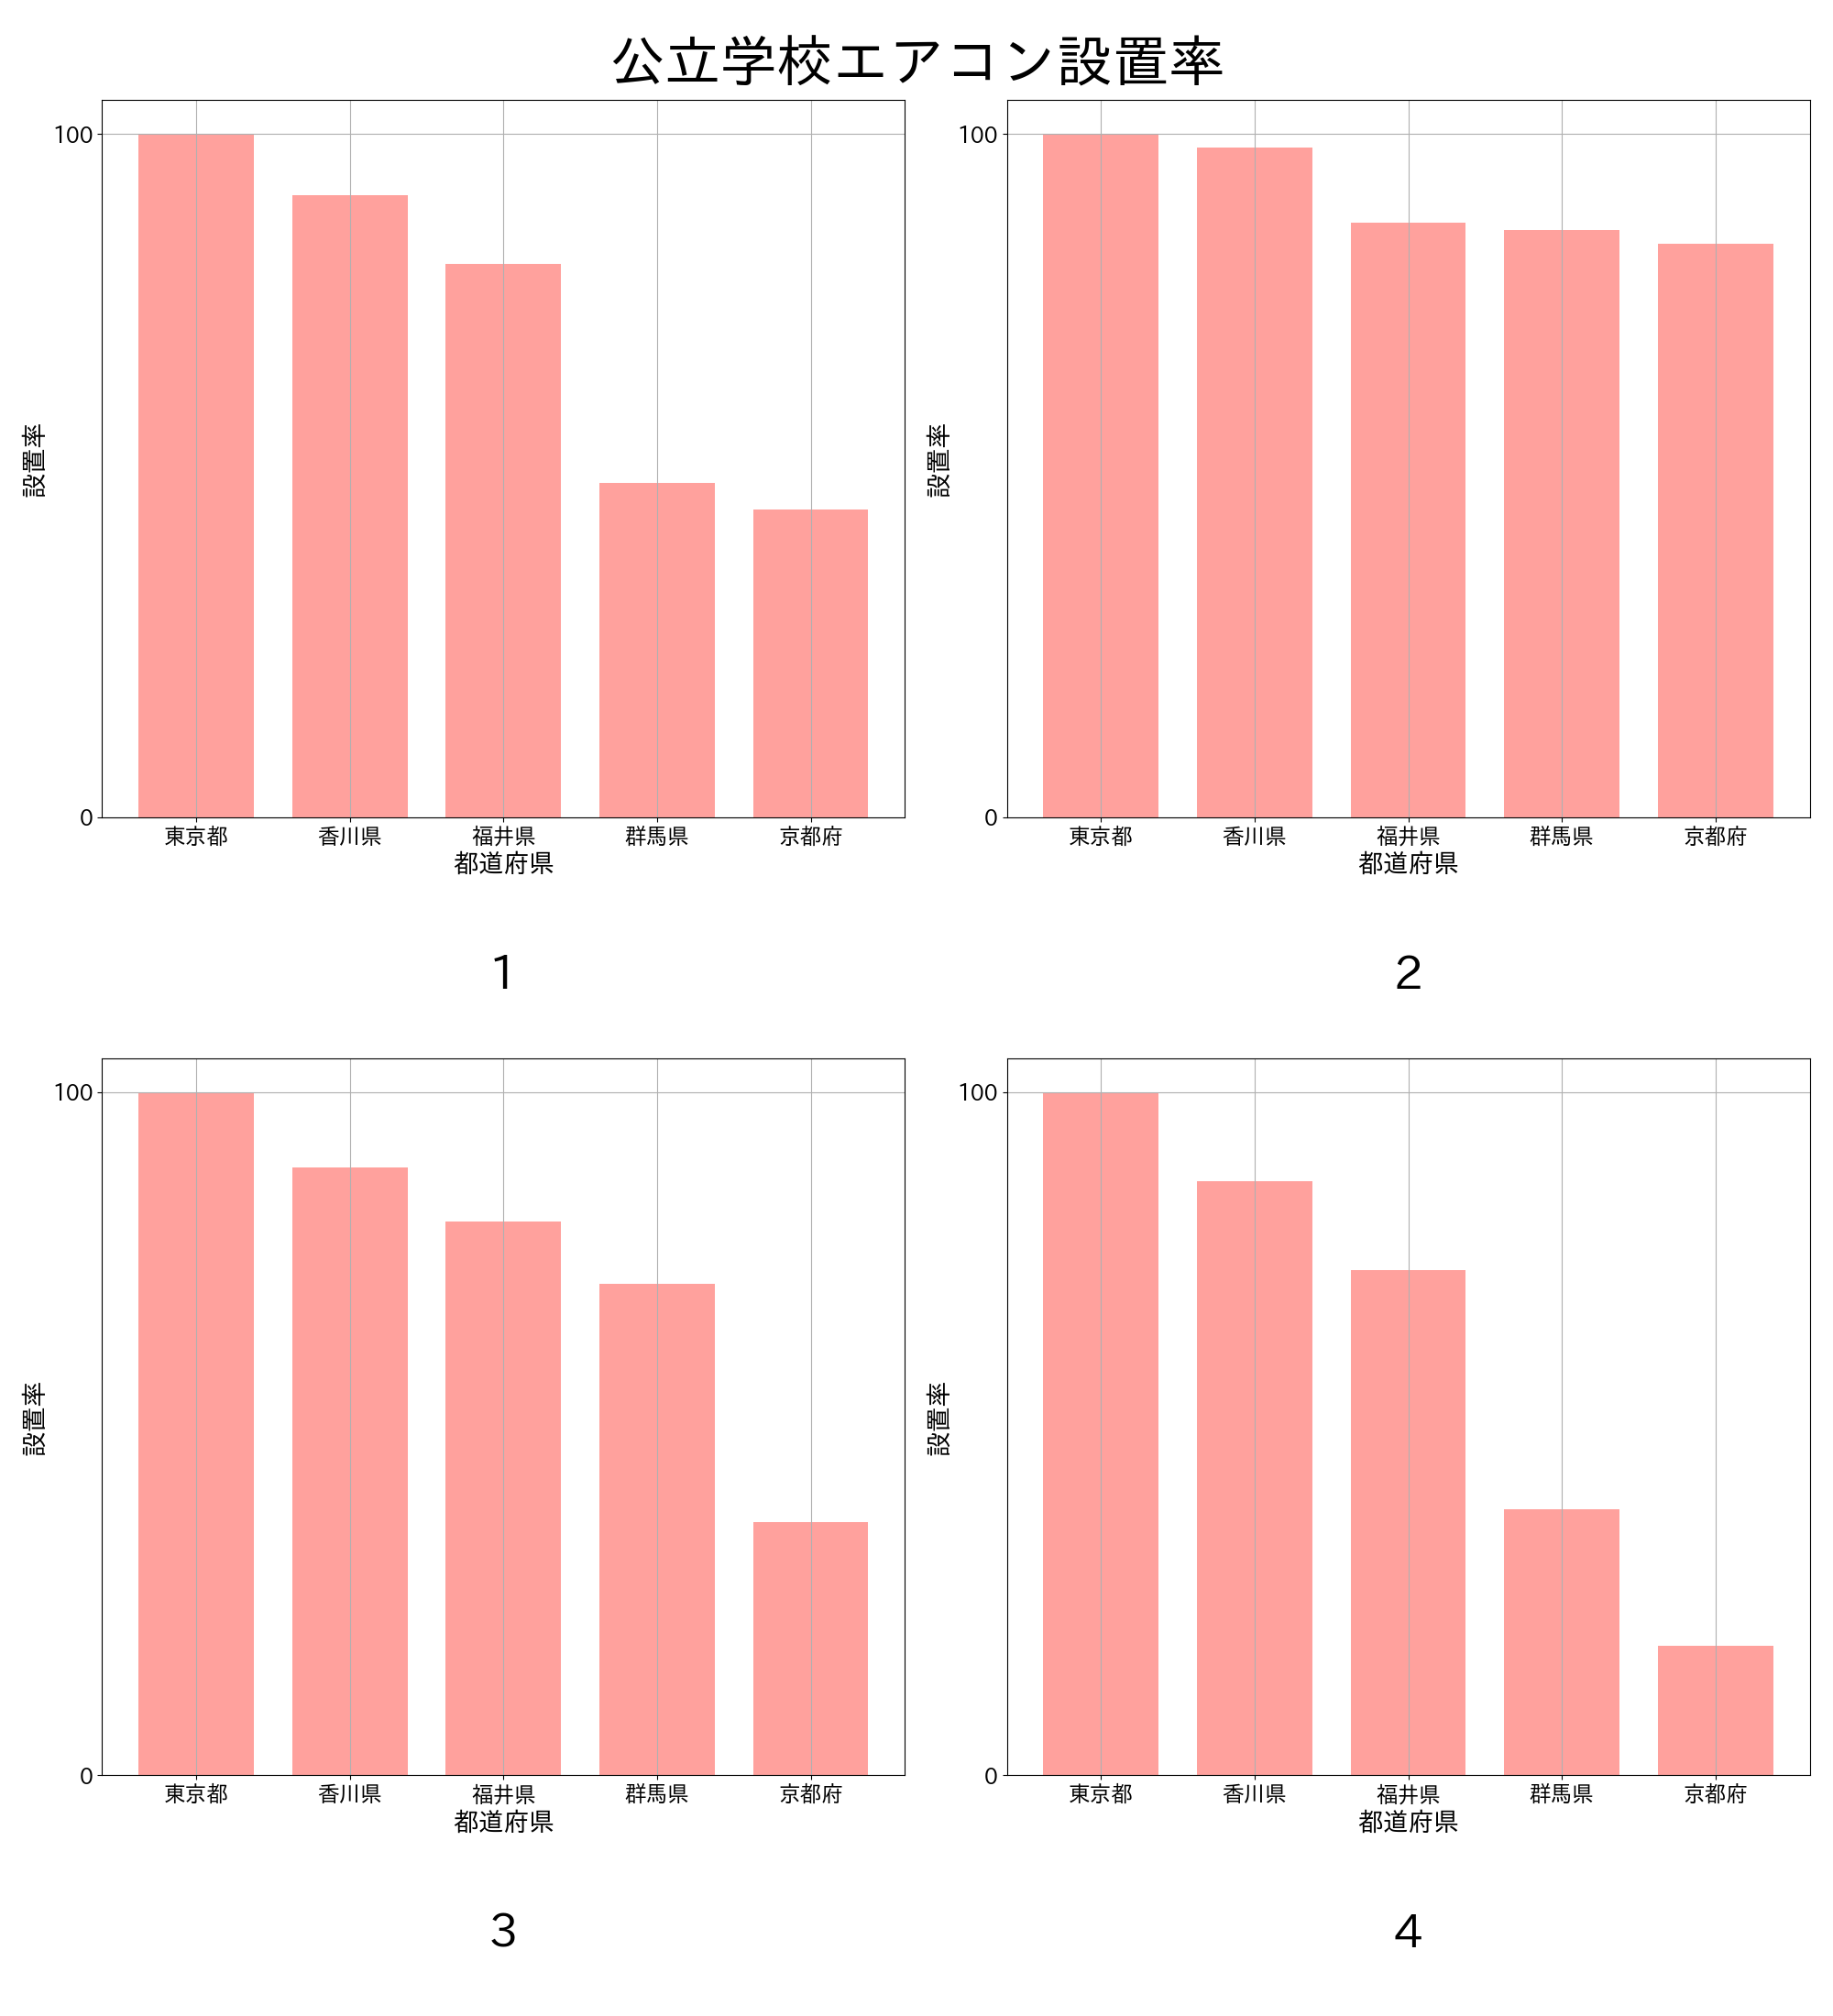 公立学校エアコン設置率
100
0
設置率
東京都 香川県 福井県 群馬県 京都府
都道府県
1
100
0
設置率
東京都 香川県 福井県 群馬県 京都府
都道府県
2
100
0
設置率
東京都 香川県 福井県 群馬県 京都府
都道府県
3
100
0
設置率
東京都 香川県 福井県 群馬県 京都府
都道府県
4